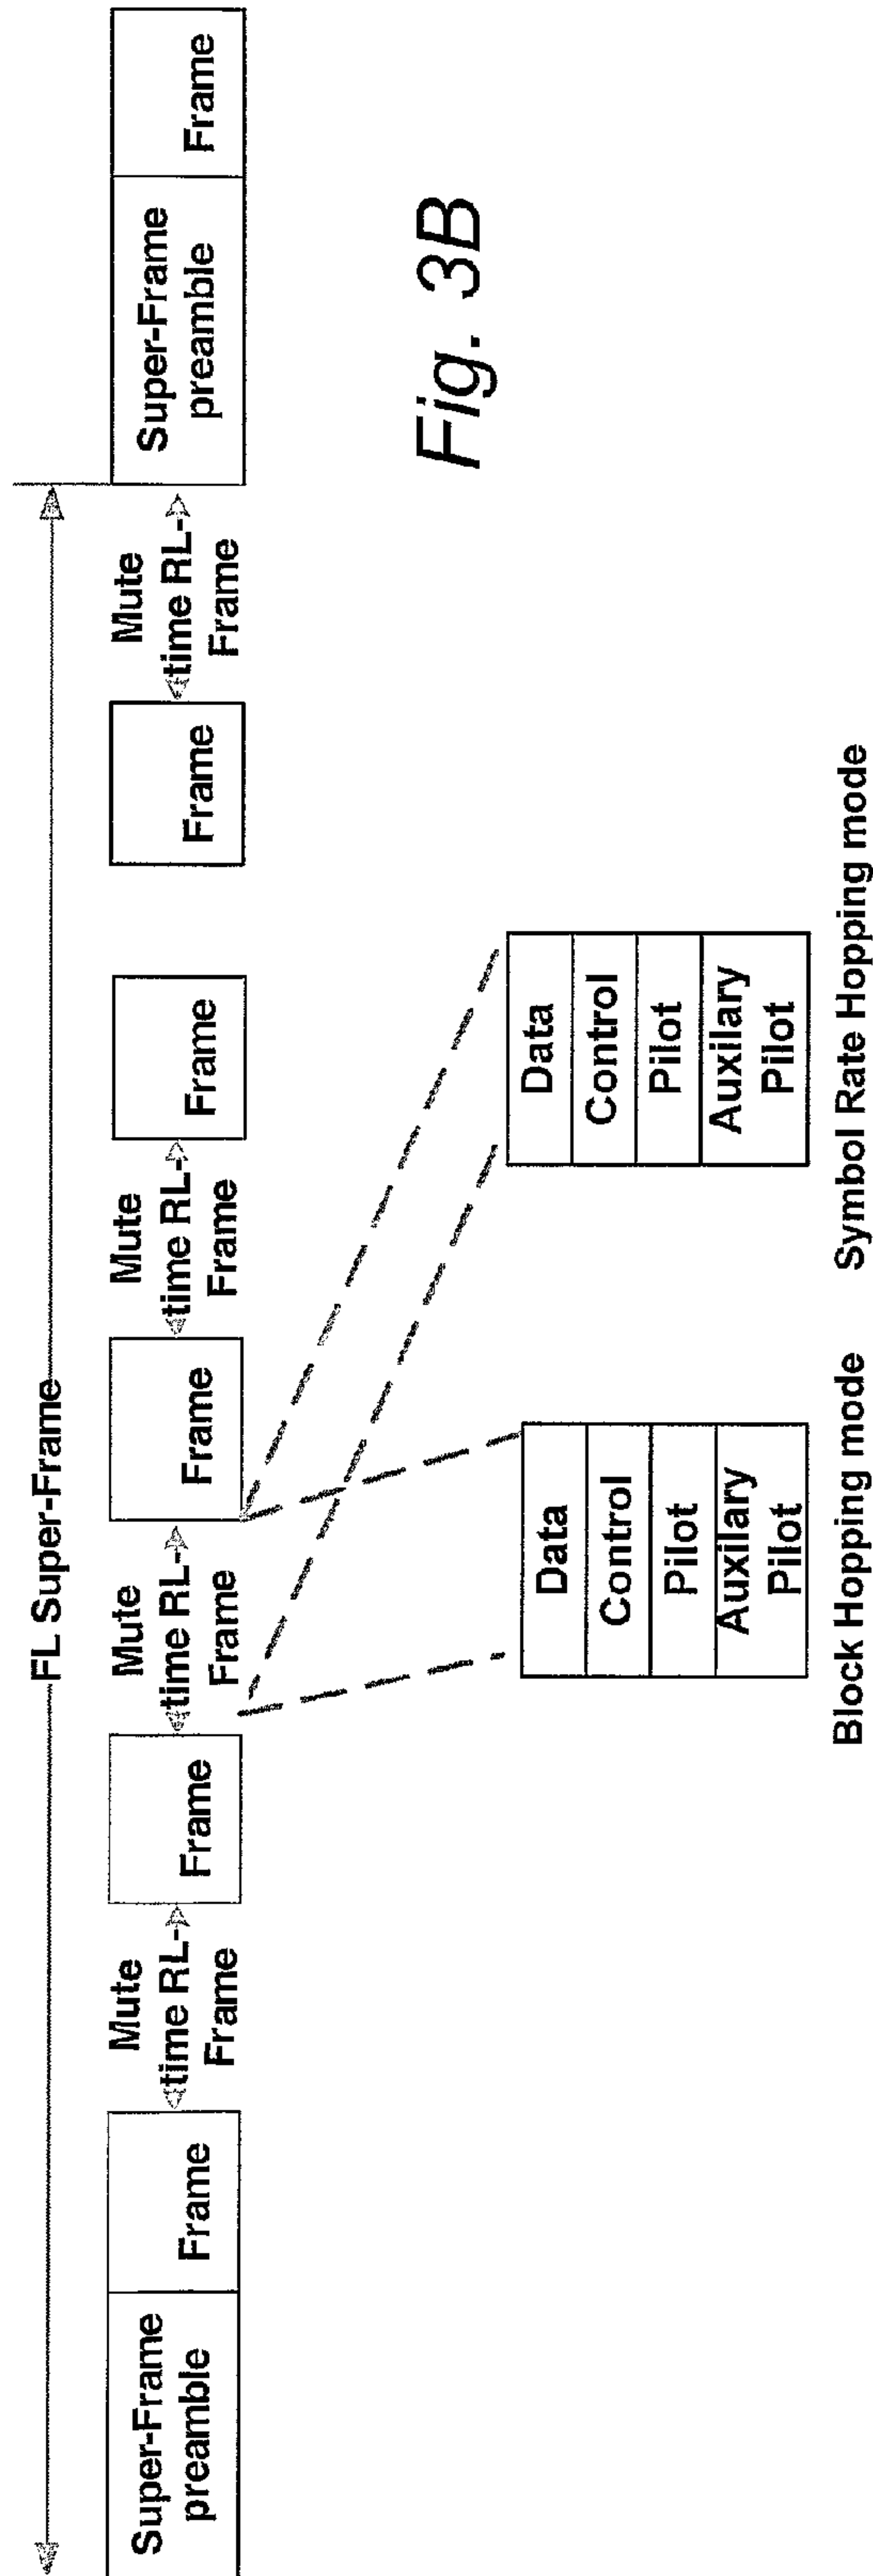 FL Super-Frame
Super-Frame
preamble
Frame
Mute
time RL-
Frame
Frame
Mute
time RL-
Frame
Frame
Mute
time RL-
Frame
Frame
Frame
Mute
time RL-
Frame
Super-Frame
preamble
Frame
Data
Control
Pilot
Auxilary
Pilot
Block Hopping mode
Data
Control
Pilot
Auxilary
Pilot
Symbol Rate Hopping mode
Fig. 3B